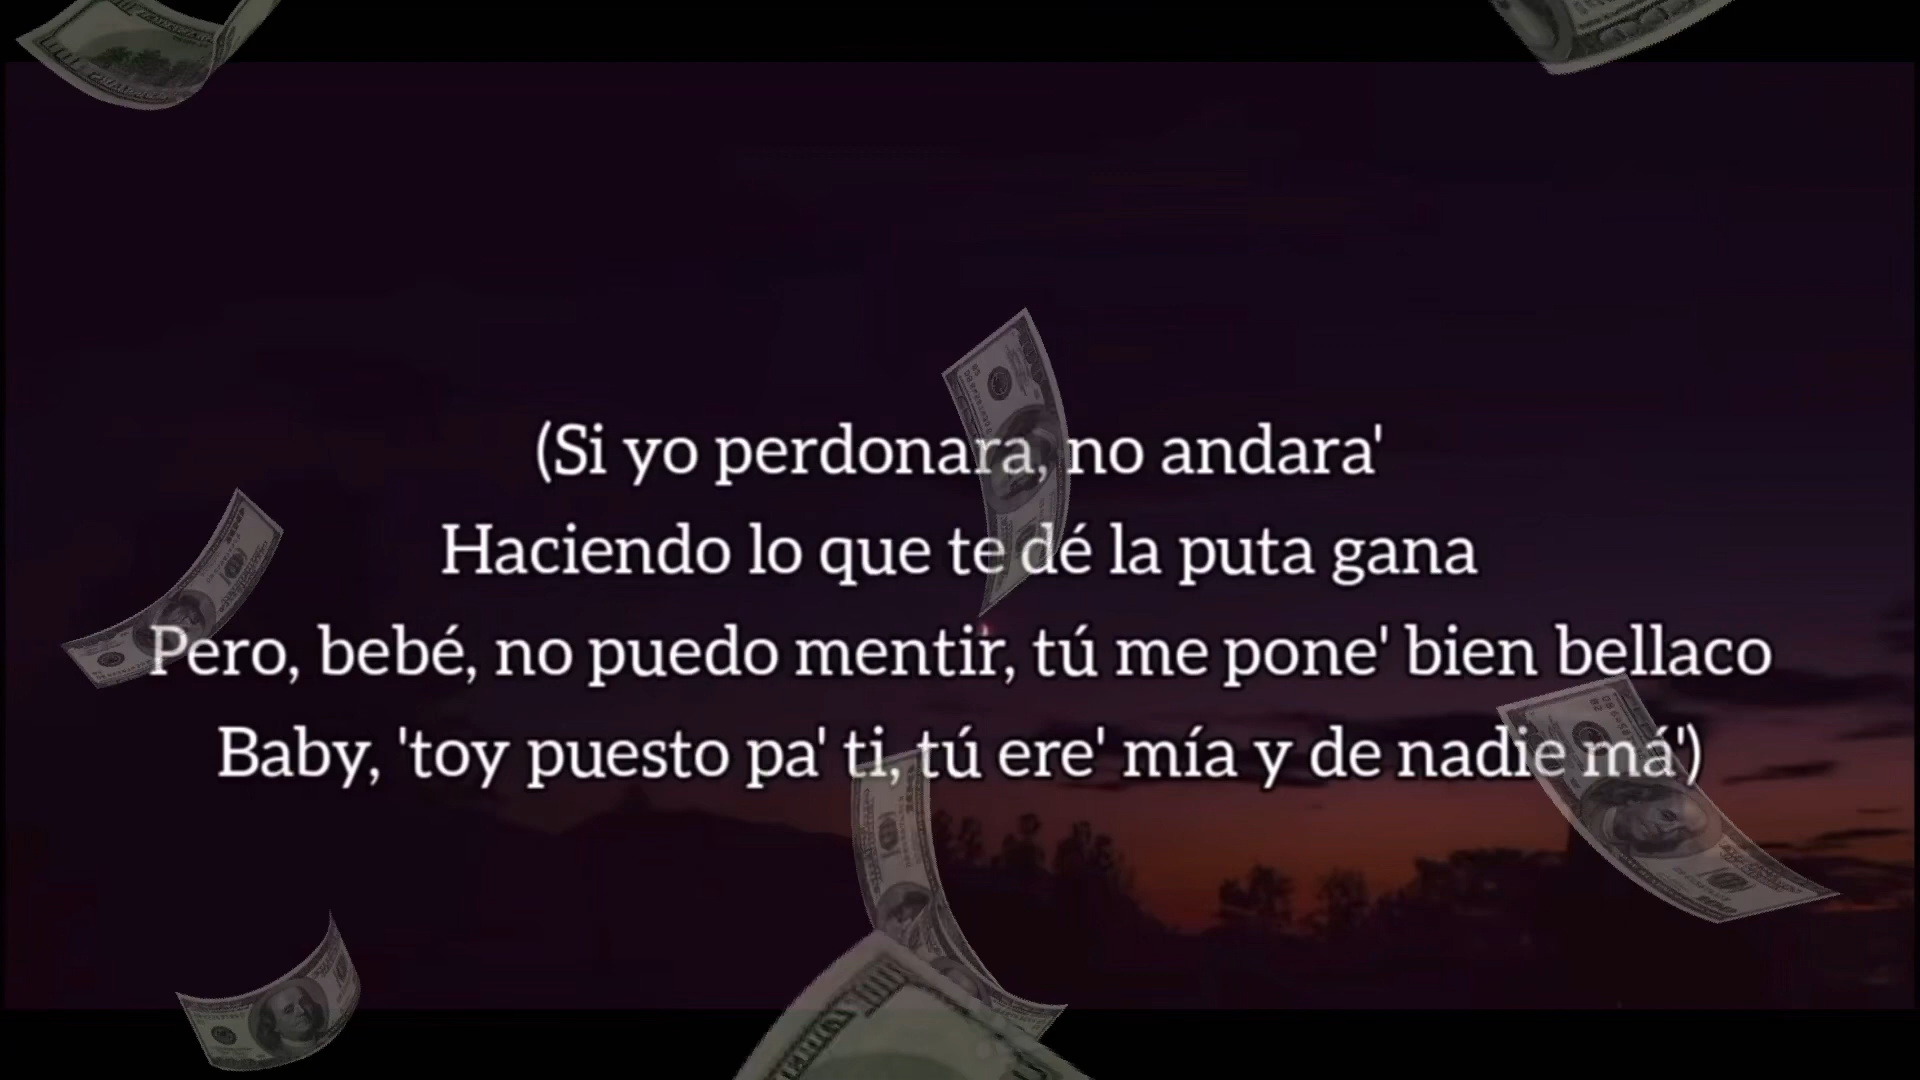 (Si yo perdonara, no andara'
Haciendo lo que te dé la puta gana
Pero, bebé, no puedo mentir, tú me pone' bien bellaco
Baby, 'toy puesto pa' ti, tú ere' mía y de nadie má')